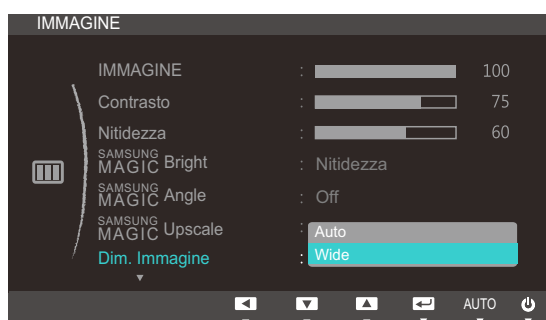 IMMAGINE
IMMAGINE : 100
Contrasto : 75
Nitidezza : 60
SAMSUNG MAGIC Bright : Nitidezza
SAMSUNG MAGIC Angle : Off
SAMSUNG MAGIC Upscale :
Auto
Dim. Immagine : Wide
AUTO